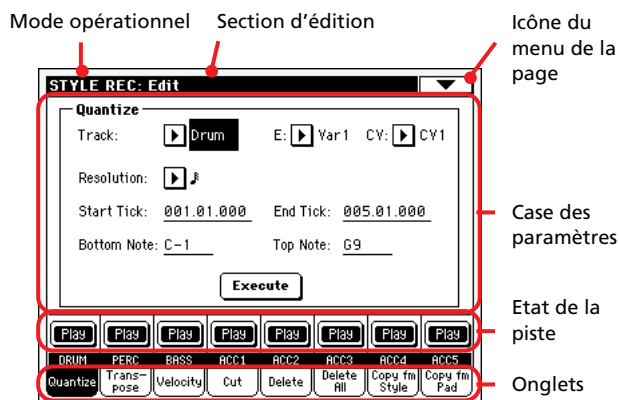 Mode opérationnel Section d'édition Icône du
menu de la
page
STYLE REC: Edit
Quantize
Track: Drum E: Var1 CV: CV1
Resolution:
Start Tick: 001.01.000 End Tick: 005.01.000
Bottom Note: C-1 Top Note: G9
Execute
Case des
paramètres
Play Play Play Play Play Play Play Play
Etat de la
piste
DRUM PERC BASS ACC1 ACC2 ACC3 ACC4 ACC5
Quantize Trans-
pose Velocity Cut Delete Delete
All Copy fm
Style Copy fm
Pad
Onglets